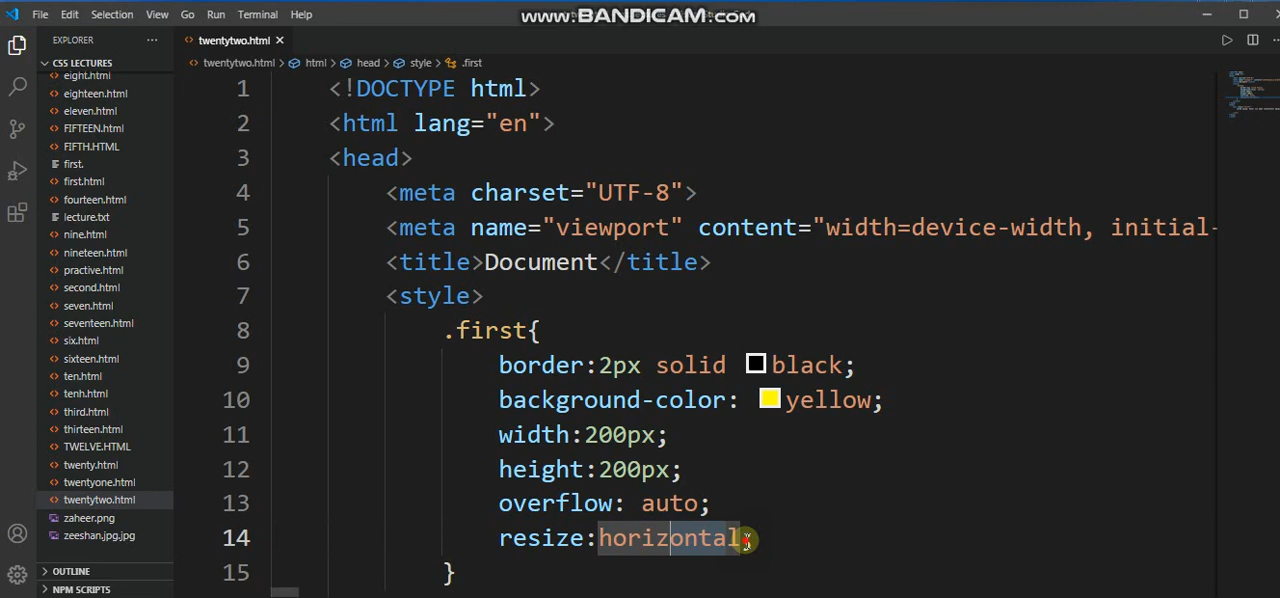 File Edit Selection View Go Run Terminal Help
www.BANDICAM.com
EXPLORER
twentytwo.html
CSS LECTURES
twentytwo.html > html > head > style > .first
eight.html
eighteen.html
eleven.html
FIFTEEN.html
FIFTH.HTML
first.
first.html
fourteen.html
lecture.txt
nine.html
nineteen.html
practive.html
second.html
seven.html
seventeen.html
six.html
sixteen.html
ten.html
tenh.html
third.html
thirteen.html
TWELVE.HTML
twenty.html
twentyone.html
twentytwo.html
zaheer.png
zeeshan.jpg.jpg
OUTLINE
NPM SCRIPTS
1 <!DOCTYPE html>
2 <html lang="en">
3 <head>
4 <meta charset="UTF-8">
5 <meta name="viewport" content="width=device-width, initial-
6 <title>Document</title>
7 <style>
8 .first{
9 border:2px solid black;
10 background-color: yellow;
11 width:200px;
12 height:200px;
13 overflow: auto;
14 resize:horizontal;
15 }